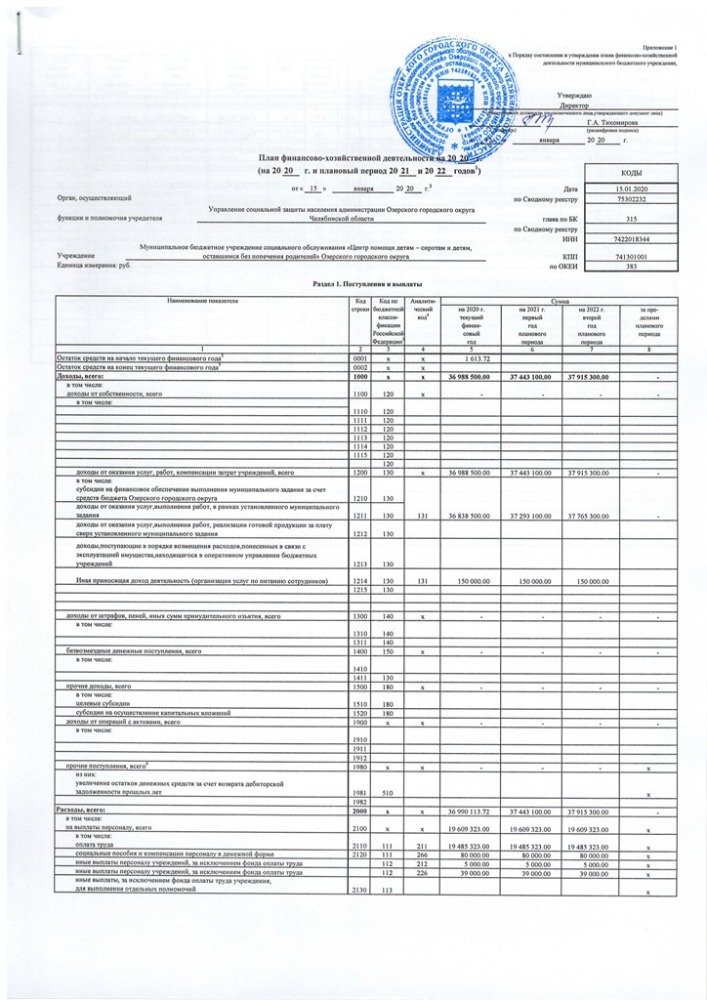 Приложение 1
к Порядку составления и утверждения плана финансово-хозяйственной
деятельности муниципального бюджетного учреждения,
Утверждаю
Директор
Г.А. Тихомирова
(расшифровка подписи)
января 20 20 г.
План финансово-хозяйственной деятельности на 20 20 г.
(на 20 20 г. и плановый период 20 21 и 20 22 годов¹)
от « 15 » января 20 20 г.²
КОДЫ
Дата 15.01.2020
Орган, осуществляющий по Сводному реестру 75302232
Управление социальной защиты населения администрации Озерского городского округа
функции и полномочия учредителя Челябинской области глава по БК 315
по Сводному реестру
ИНН 7422018344
Муниципальное бюджетное учреждение социального обслуживания «Центр помощи детям – сиротам и детям,
Учреждение оставшимся без попечения родителей» Озерского городского округа КПП 741301001
Единица измерения: руб. по ОКЕИ 383
Раздел 1. Поступления и выплаты
Наименование показателя Код строки Код по бюджетной классификации Российской Федерации³ Аналитический код⁴ Сумма
на 2020 г. текущий финансовый год на 2021 г. первый год планового периода на 2022 г. второй год планового периода за пределами планового периода
1 2 3 4 5 6 7 8
Остаток средств на начало текущего финансового года⁵ 0001 x x 1 613.72
Остаток средств на конец текущего финансового года⁵ 0002 x x
Доходы, всего: 1000 x x 36 988 500.00 37 443 100.00 37 915 300.00 -
в том числе:
доходы от собственности, всего 1100 120 x - - - -
в том числе:
1110 120
1111 120
1112 120
1113 120
1114 120
1115 120
120
доходы от оказания услуг, работ, компенсации затрат учреждений, всего 1200 130 x 36 988 500.00 37 443 100.00 37 915 300.00 -
в том числе:
субсидии на финансовое обеспечение выполнения муниципального задания за счет
средств бюджета Озерского городского округа 1210 130
доходы от оказания услуг,выполнения работ, в рамках установленного муниципального
задания 1211 130 131 36 838 500.00 37 293 100.00 37 765 300.00 -
доходы от оказания услуг,выполнения работ, реализации готовой продукции за плату
сверх установленного муниципального задания 1212 130
доходы,поступающие в порядке возмещения расходов,понесенных в связи с
эксплуатацией имущества,находящегося в оперативном управлении бюджетных
учреждений 1213 130
Иная приносящая доход деятельность (организация услуг по питанию сотрудников) 1214 130 131 150 000.00 150 000.00 150 000.00
1215 130
доходы от штрафов, пеней, иных сумм принудительного изъятия, всего 1300 140 x - - - -
в том числе:
1310 140
1311 140
безвозмездные денежные поступления, всего 1400 150 x - - - -
в том числе:
1410
1411 130
прочие доходы, всего 1500 180 x - - - -
в том числе:
целевые субсидии 1510 180
субсидии на осуществление капитальных вложений 1520 180
доходы от операций с активами, всего 1900 x x - - - -
в том числе:
1910
1911
1912
прочие поступления, всего⁶ 1980 x x - - - x
из них:
увеличение остатков денежных средств за счет возврата дебиторской
задолженности прошлых лет 1981 510 x
1982
Расходы, всего: 2000 x x 36 990 113.72 37 443 100.00 37 915 300.00 -
в том числе:
на выплаты персоналу, всего 2100 x x 19 609 323.00 19 609 323.00 19 609 323.00 x
в том числе:
оплата труда 2110 111 211 19 485 323.00 19 485 323.00 19 485 323.00 x
социальные пособия и компенсации персоналу в денежной форме 2120 111 266 80 000.00 80 000.00 80 000.00 x
иные выплаты персоналу учреждений, за исключением фонда оплаты труда 112 212 5 000.00 5 000.00 5 000.00 x
иные выплаты персоналу учреждений, за исключением фонда оплаты труда 112 226 39 000.00 39 000.00 39 000.00 x
иные выплаты, за исключением фонда оплаты труда учреждения,
для выполнения отдельных полномочий 2130 113 x